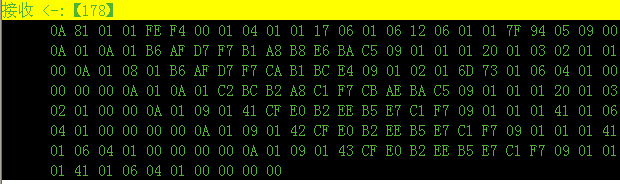 接收 <-:【178】
0A 81 01 01 FE F4 00 01 04 01 01 17 06 01 06 12 06 01 01 7F 94 05 09 00
0A 01 0A 01 B6 AF D7 F7 B1 A8 B8 E6 BA C5 09 01 01 01 20 01 03 02 01 01
00 0A 01 08 01 B6 AF D7 F7 CA B1 BC E4 09 01 02 01 6D 73 01 06 04 01 00
00 00 00 0A 01 0A 01 C2 BC B2 A8 C1 F7 CB AE BA C5 09 01 01 01 20 01 03
02 01 00 00 0A 01 09 01 41 CF E0 B2 EE B5 E7 C1 F7 09 01 01 01 41 01 06
04 01 00 00 00 00 0A 01 09 01 42 CF E0 B2 EE B5 E7 C1 F7 09 01 01 01 41
01 06 04 01 00 00 00 00 0A 01 09 01 43 CF E0 B2 EE B5 E7 C1 F7 09 01 01
01 41 01 06 04 01 00 00 00 00